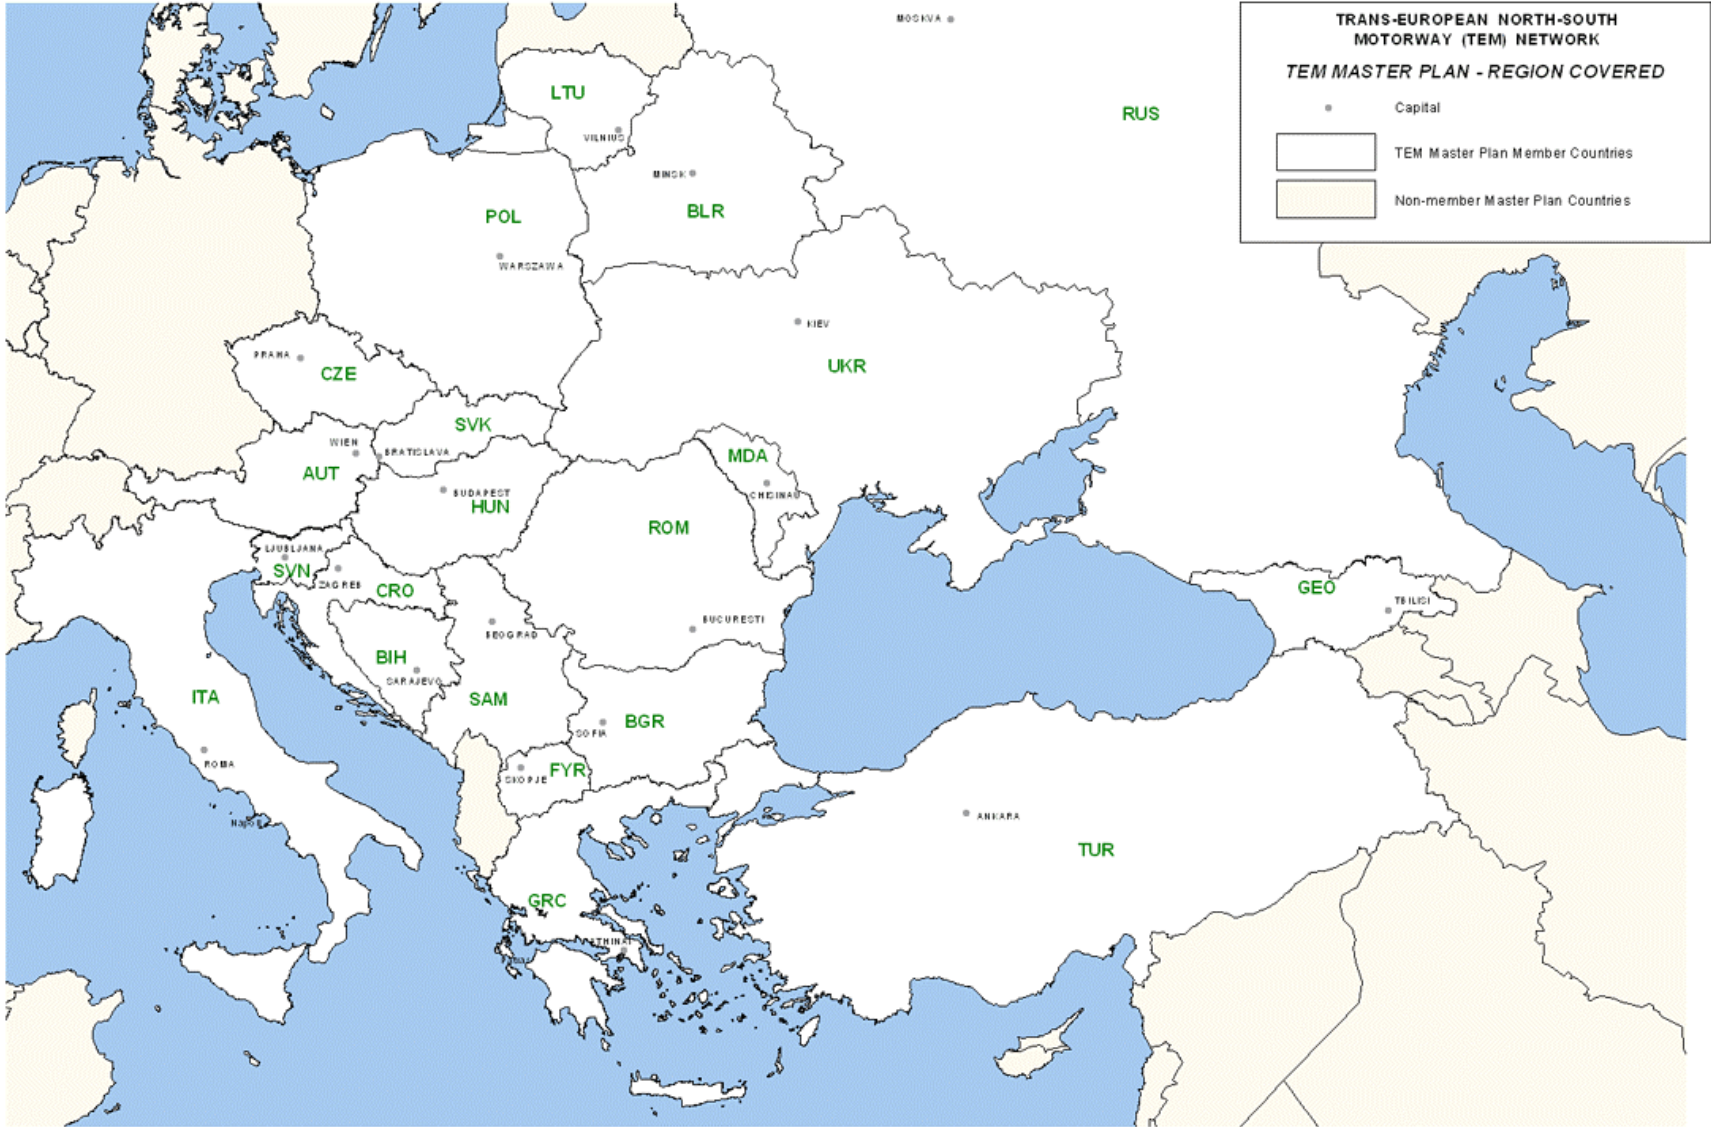 MOSKVA
TRANS-EUROPEAN NORTH-SOUTH
MOTORWAY (TEM) NETWORK
TEM MASTER PLAN - REGION COVERED
Capital
TEM Master Plan Member Countries
Non-member Master Plan Countries
LTU
RUS
VILNIUS
MINSK
BLR
POL
WARSZAWA
KIEV
PRAHA
CZE
UKR
SVK
WIEN
BRATISLAVA
AUT
MDA
BUDAPEST
HUN
CHISINAU
ROM
LJUBLJANA
SVN
ZAGREB
CRO
GEO
TBILISI
BUCURESTI
BEOGRAD
BIH
SARAJEVO
ITA
SAM
BGR
SOFIA
ROMA
FYR
SKOPJE
Napoli
ANKARA
TUR
GRC
ATHINAI